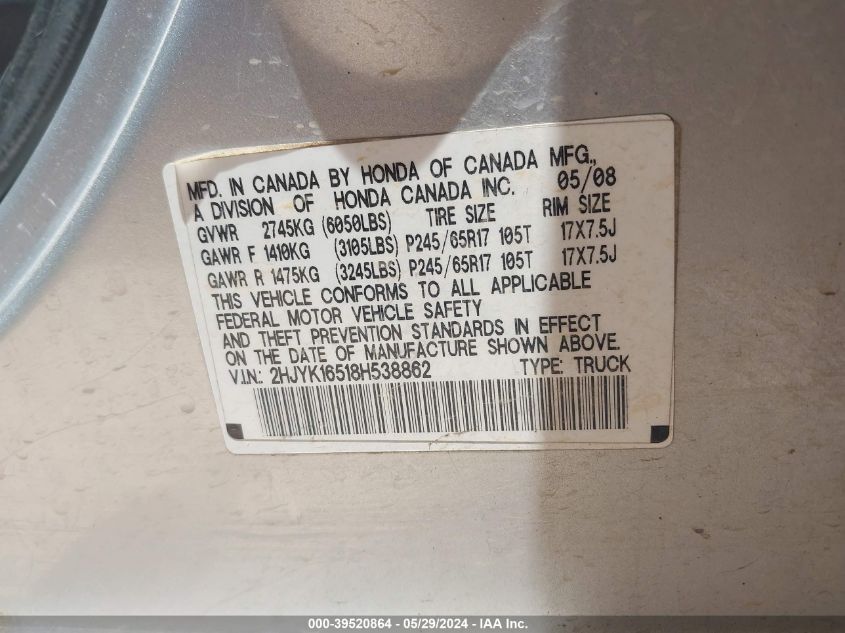 MFD. IN CANADA BY HONDA OF CANADA MFG.,
A DIVISION OF HONDA CANADA INC. 05/08
GVWR 2745KG (6050LBS) TIRE SIZE RIM SIZE
GAWR F 1410KG (3105LBS) P245/65R17 105T 17X7.5J
GAWR R 1475KG (3245LBS) P245/65R17 105T 17X7.5J
THIS VEHICLE CONFORMS TO ALL APPLICABLE
FEDERAL MOTOR VEHICLE SAFETY
AND THEFT PREVENTION STANDARDS IN EFFECT
ON THE DATE OF MANUFACTURE SHOWN ABOVE.
V.I.N.: 2HJYK16518H538862 TYPE: TRUCK
000-39520864 - 05/29/2024 - IAA Inc.